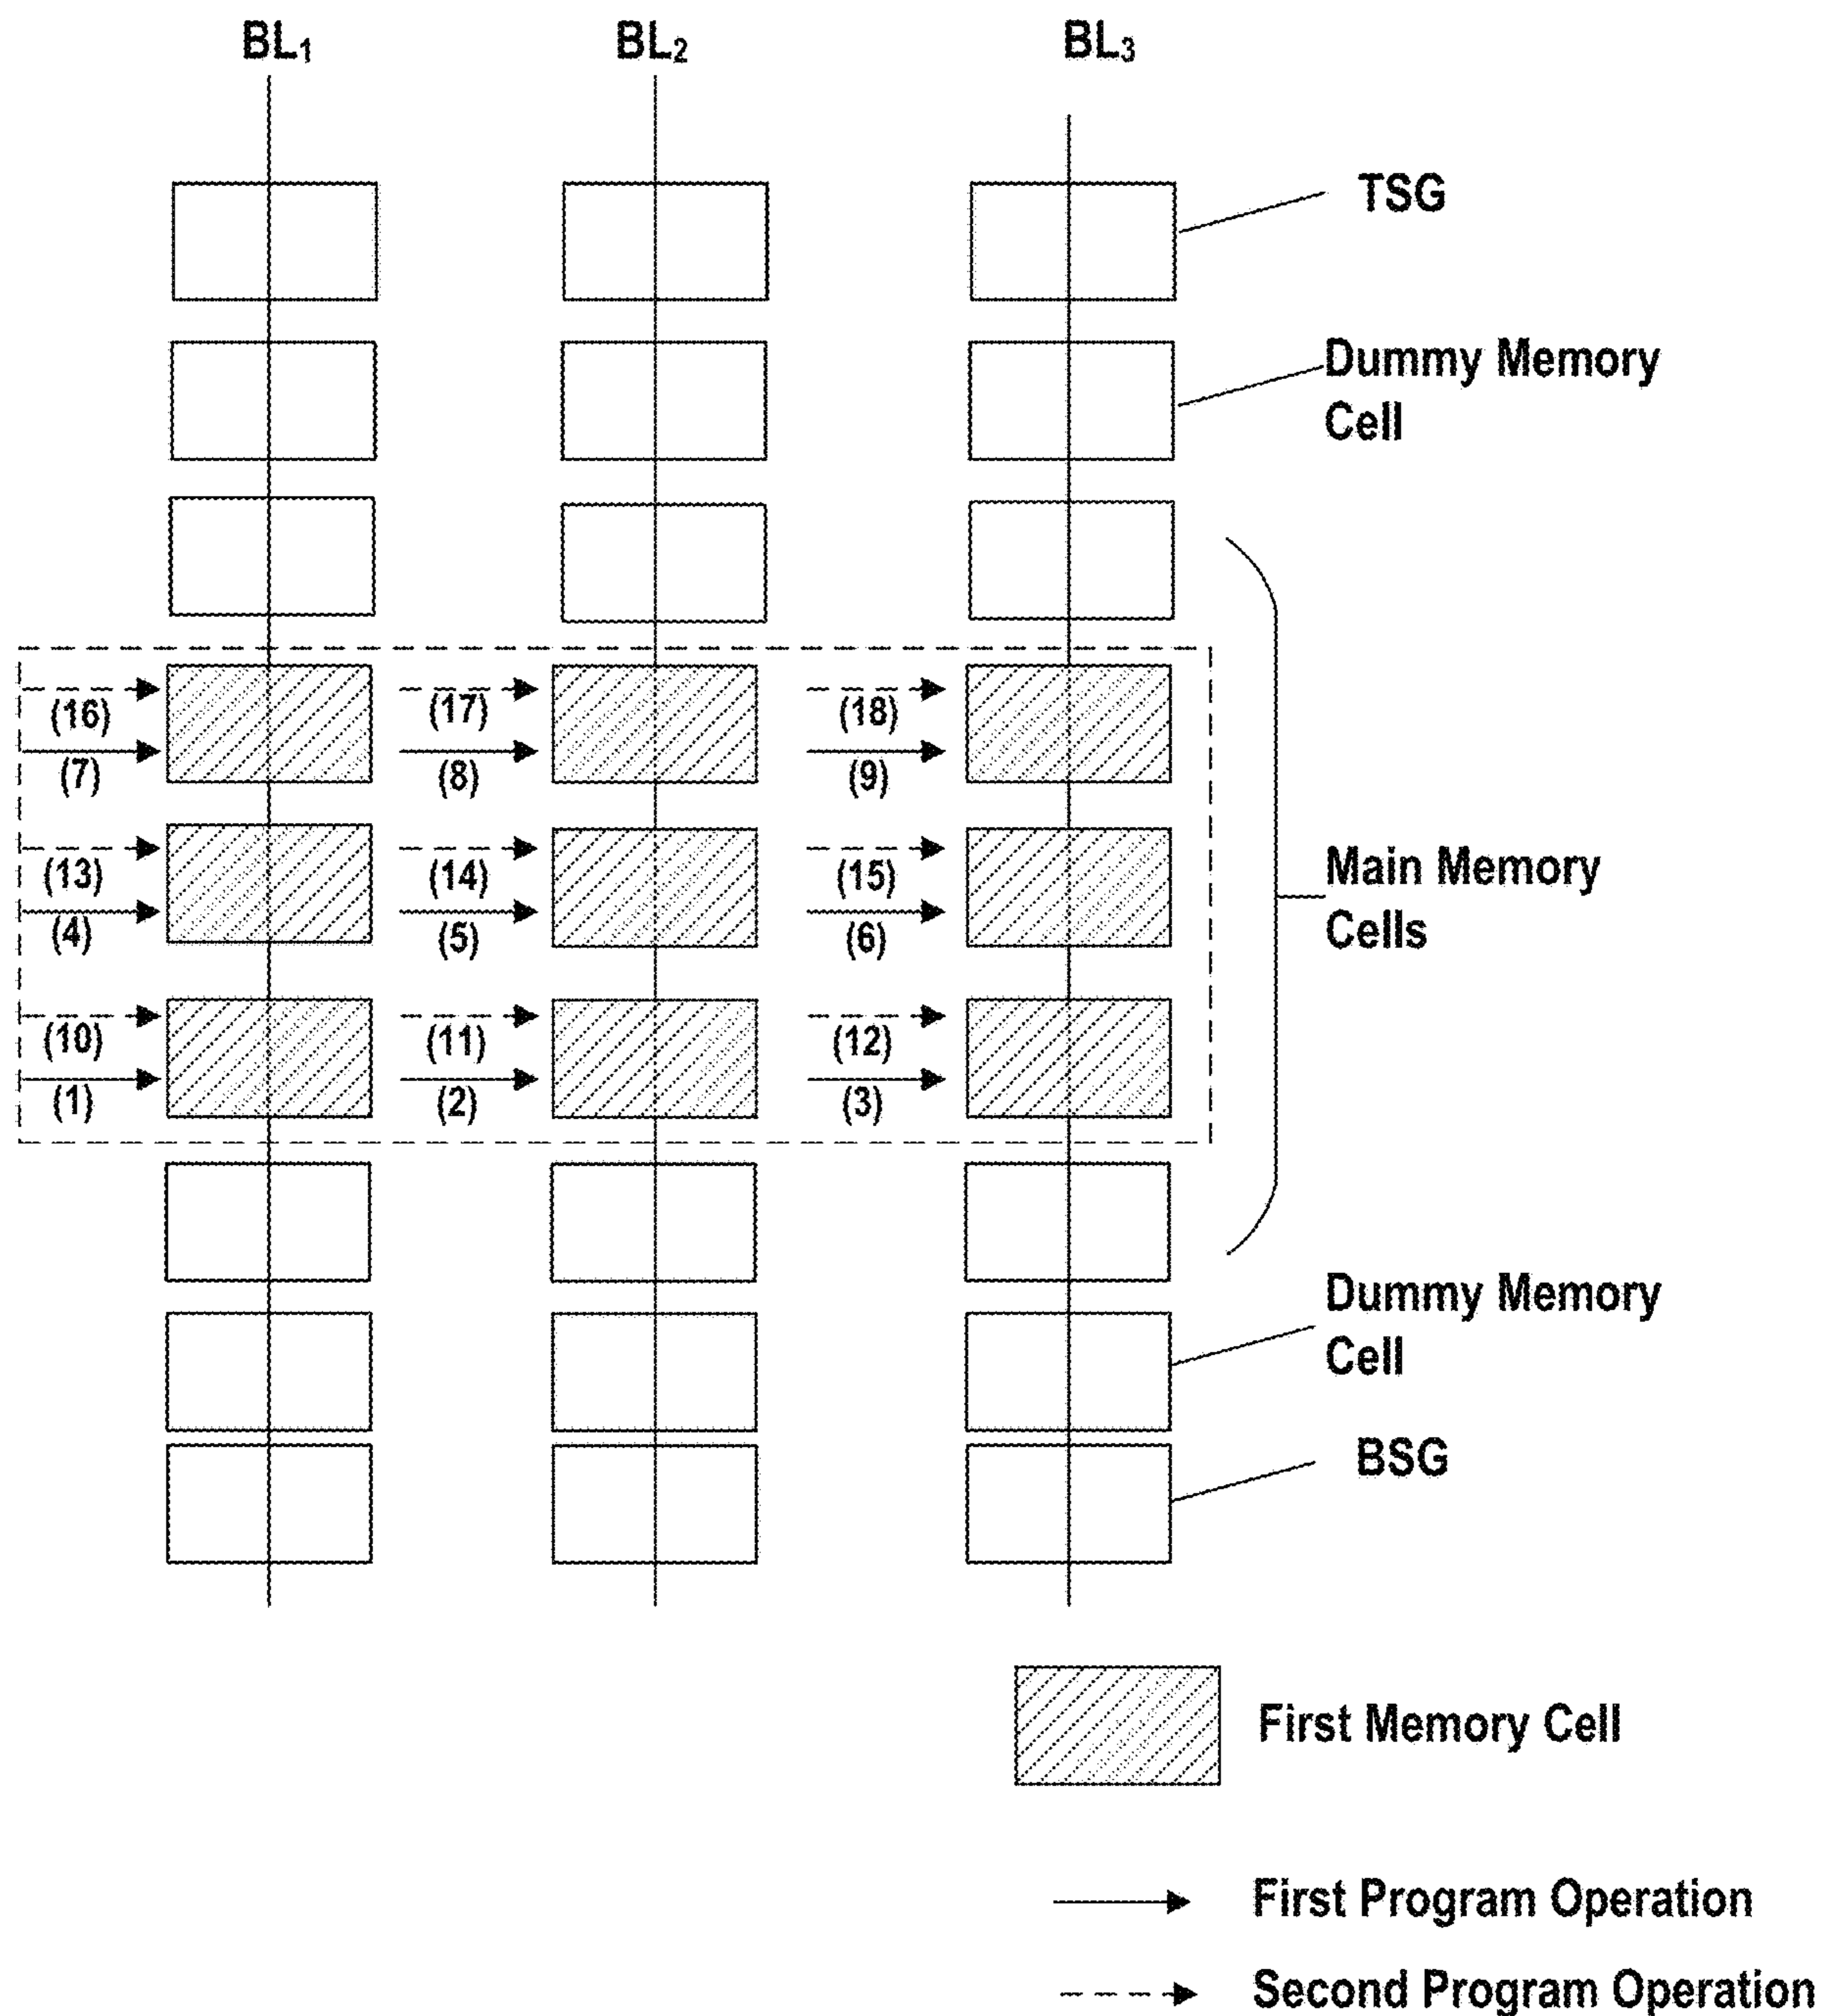 BL₁ BL₂ BL₃
TSG
Dummy Memory
Cell
(16) (17) (18)
(7) (8) (9)
Main Memory
Cells
(13) (14) (15)
(4) (5) (6)
(10) (11) (12)
(1) (2) (3)
Dummy Memory
Cell
BSG
First Memory Cell
First Program Operation
Second Program Operation